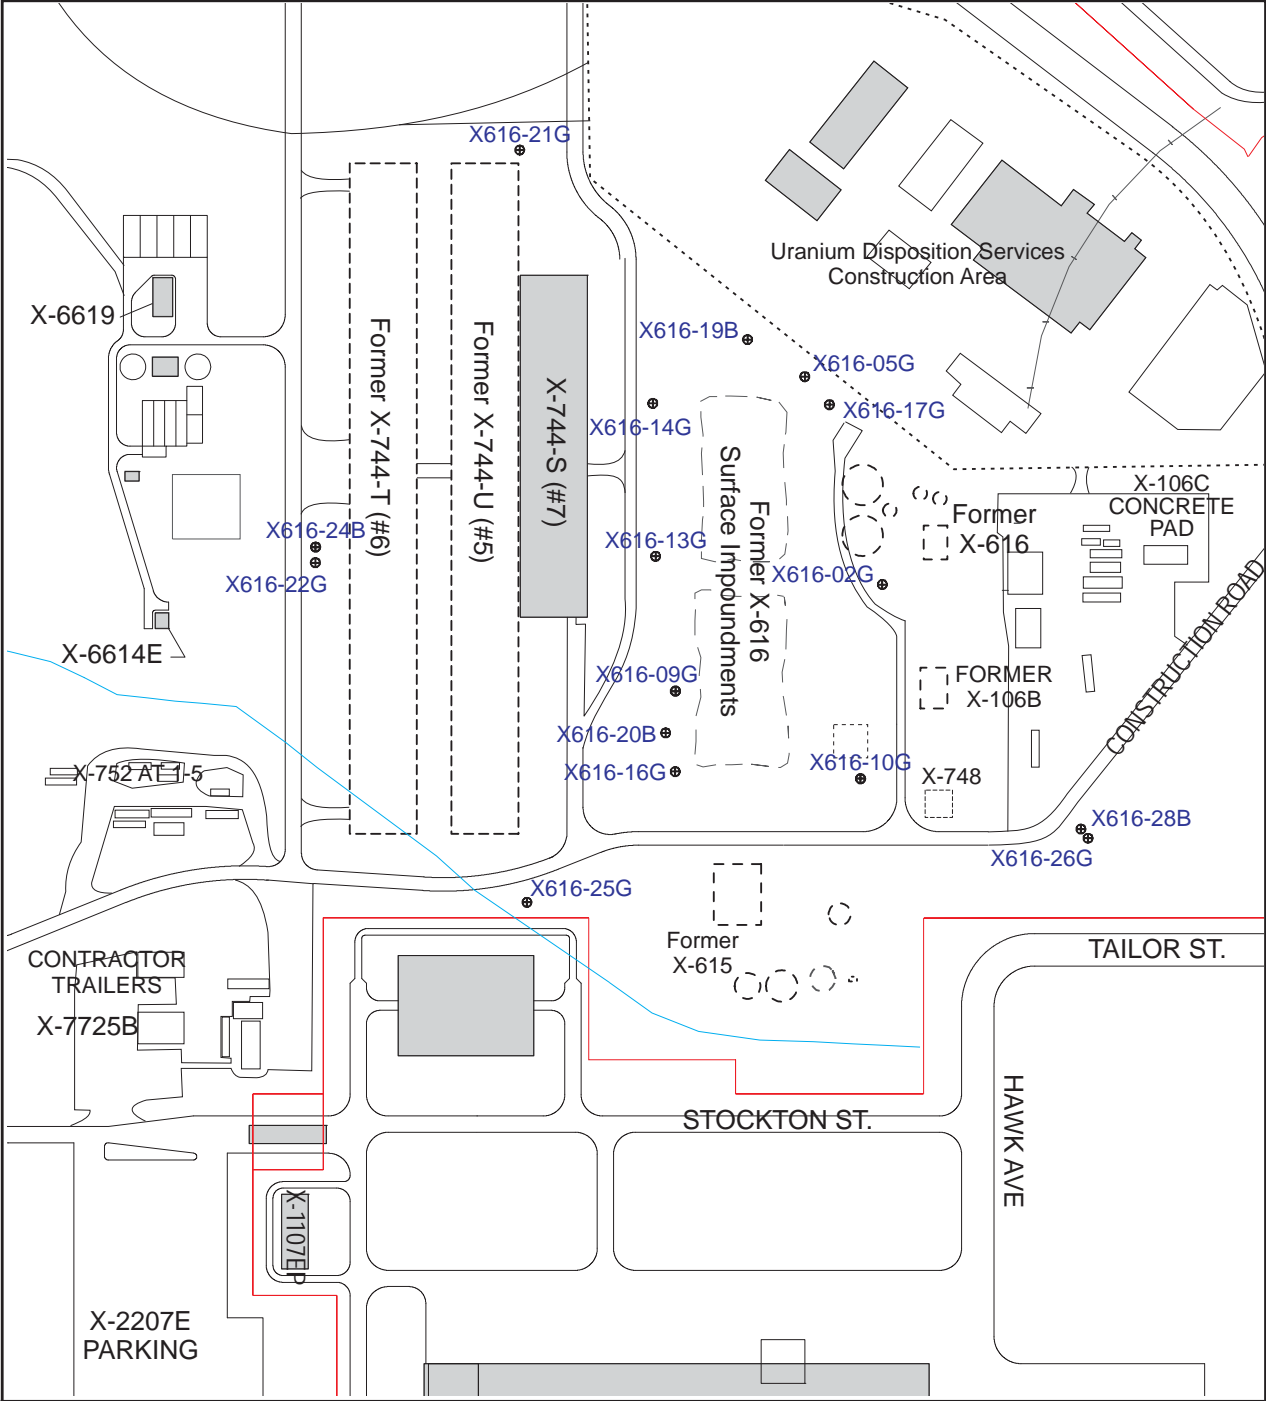 X616-21G
Uranium Disposition Services
Construction Area
X-6619
X616-19B
X616-05G
X616-17G
X616-14G
Former X-744-T (#6)
Former X-744-U (#5)
X-744-S (#7)
Former X-616
Surface Impoundments
X-106C
CONCRETE
PAD
Former
X-616
X616-24B
X616-22G
X616-13G
X616-02G
X-6614E
X616-09G
FORMER
X-106B
CONSTRUCTION ROAD
X616-20B
X616-16G
X616-10G
X-748
X-752 AT 1-5
X616-28B
X616-26G
X616-25G
Former
X-615
CONTRACTOR
TRAILERS
X-7725B
TAILOR ST.
STOCKTON ST.
HAWK AVE
X-1107EP
X-2207E
PARKING